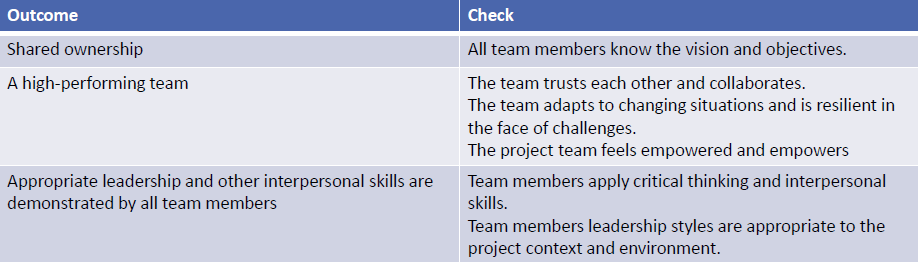 Outcome
Check
Shared ownership
All team members know the vision and objectives.
A high-performing team
The team trusts each other and collaborates.
The team adapts to changing situations and is resilient in
the face of challenges.
The project team feels empowered and empowers
Appropriate leadership and other interpersonal skills are
demonstrated by all team members
Team members apply critical thinking and interpersonal
skills.
Team members leadership styles are appropriate to the
project context and environment.